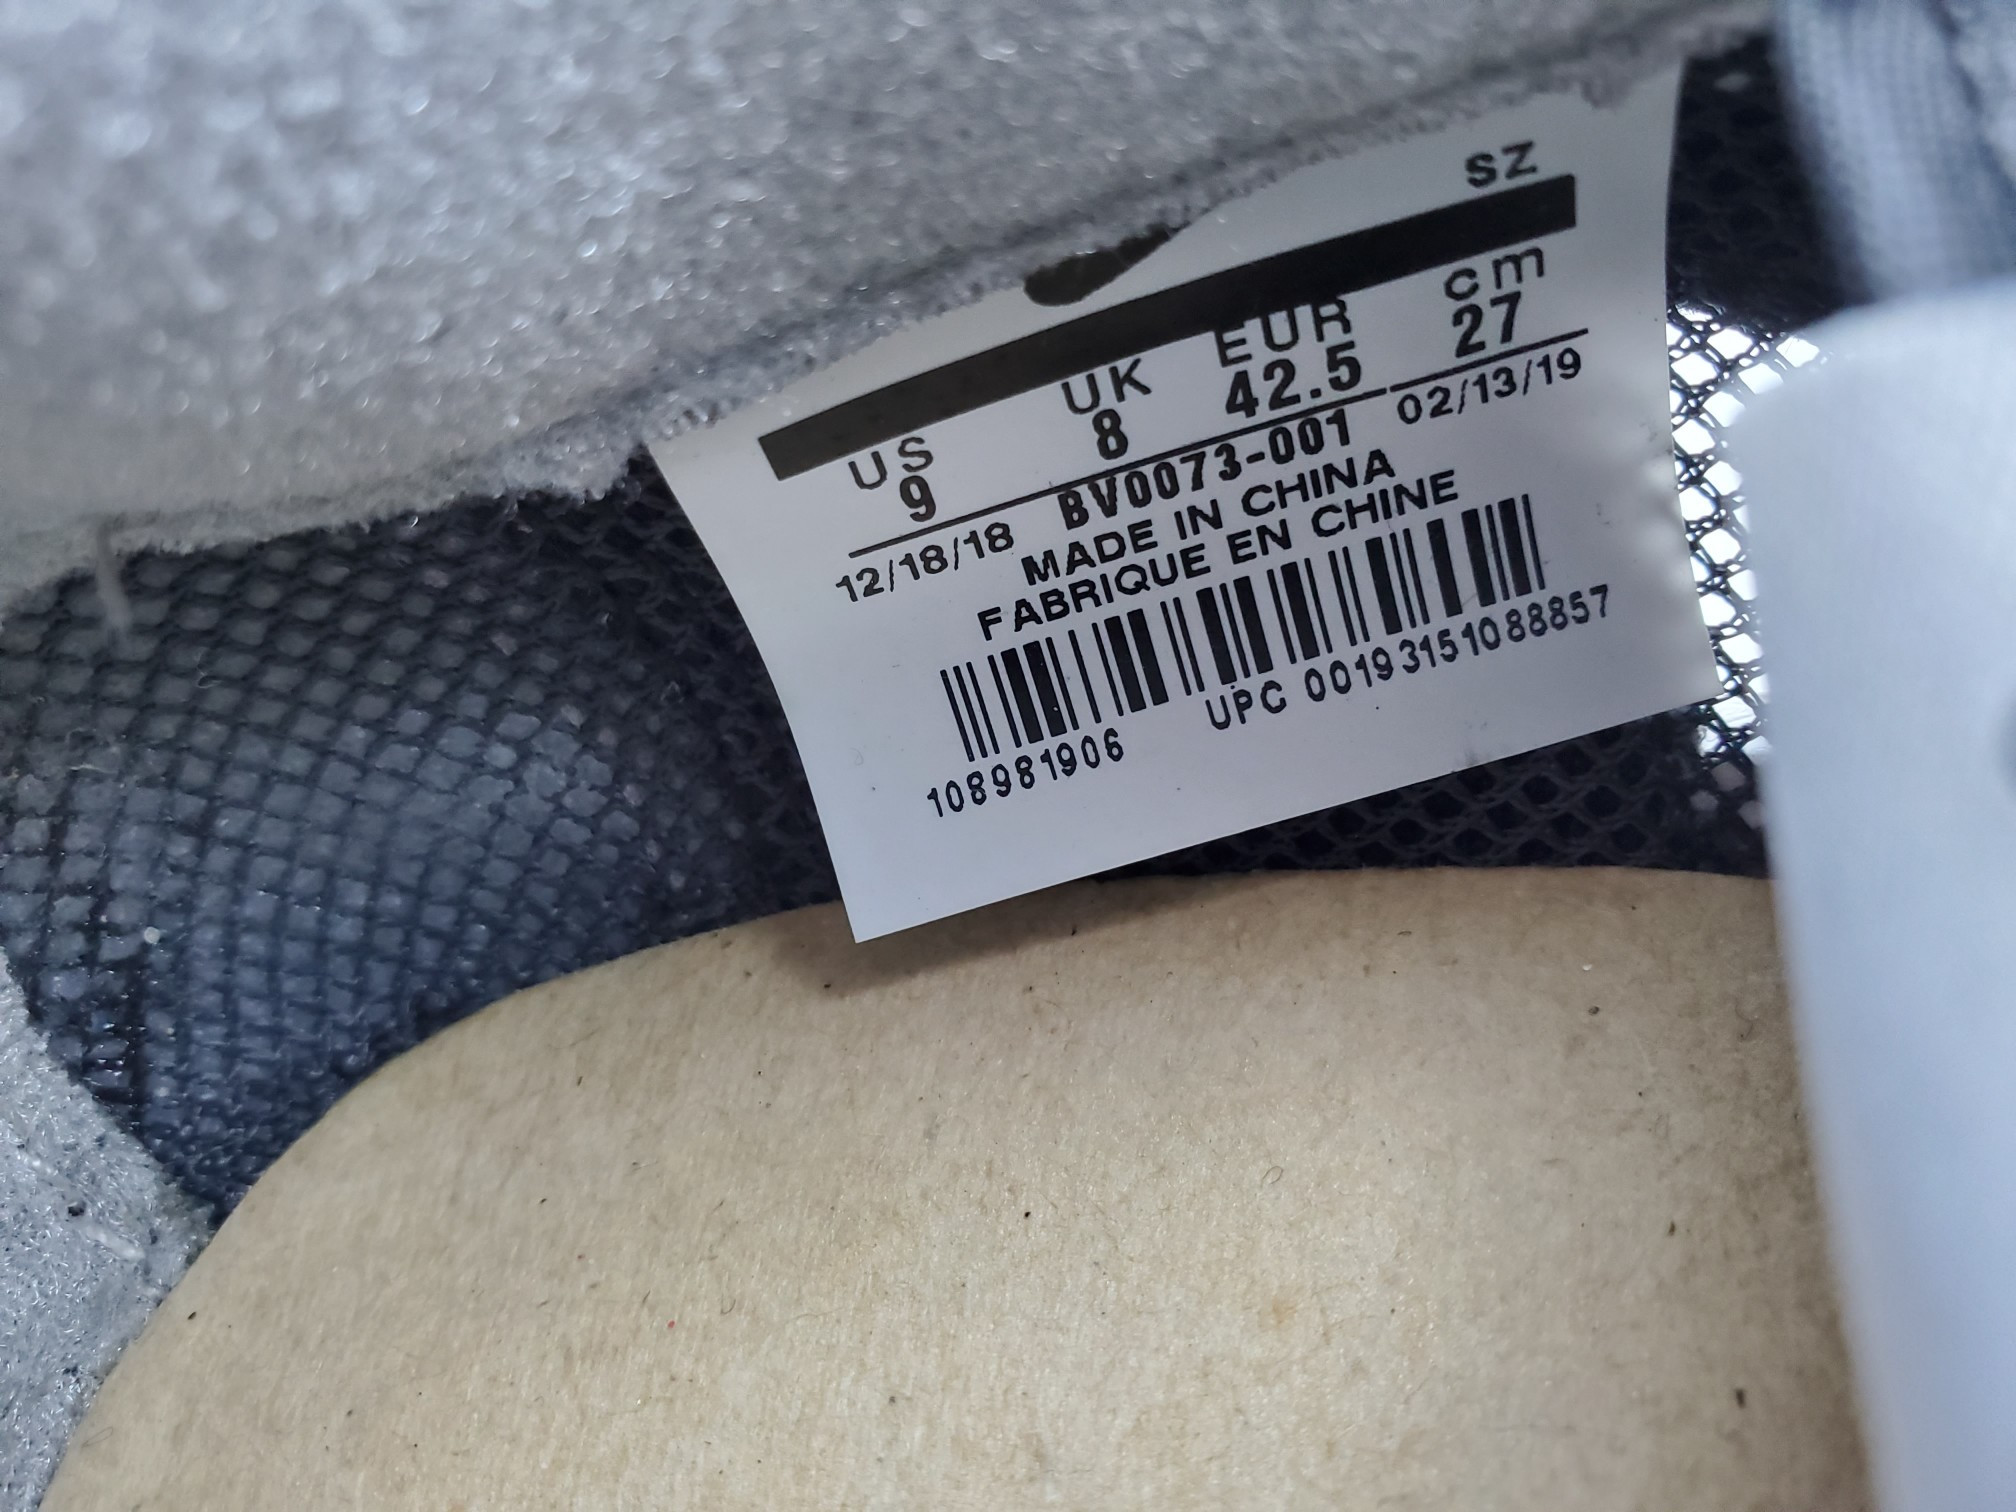 SZ
US UK EUR cm
9 8 42.5 27
12/18/18 BV0073-001 02/13/19
MADE IN CHINA
FABRIQUE EN CHINE
108981906 UPC 00193151088857